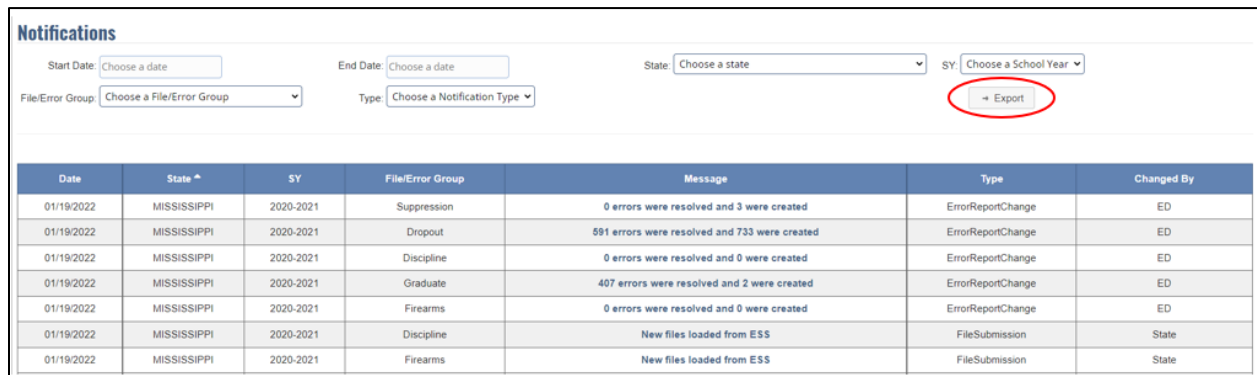 Notifications
Start Date: Choose a date End Date: Choose a date State: Choose a state SY: Choose a School Year
File/Error Group: Choose a File/Error Group Type: Choose a Notification Type Export
Date State SY File/Error Group Message Type Changed By
01/19/2022 MISSISSIPPI 2020-2021 Suppression 0 errors were resolved and 3 were created ErrorReportChange ED
01/19/2022 MISSISSIPPI 2020-2021 Dropout 591 errors were resolved and 733 were created ErrorReportChange ED
01/19/2022 MISSISSIPPI 2020-2021 Discipline 0 errors were resolved and 0 were created ErrorReportChange ED
01/19/2022 MISSISSIPPI 2020-2021 Graduate 407 errors were resolved and 2 were created ErrorReportChange ED
01/19/2022 MISSISSIPPI 2020-2021 Firearms 0 errors were resolved and 0 were created ErrorReportChange ED
01/19/2022 MISSISSIPPI 2020-2021 Discipline New files loaded from ESS FileSubmission State
01/19/2022 MISSISSIPPI 2020-2021 Firearms New files loaded from ESS FileSubmission State